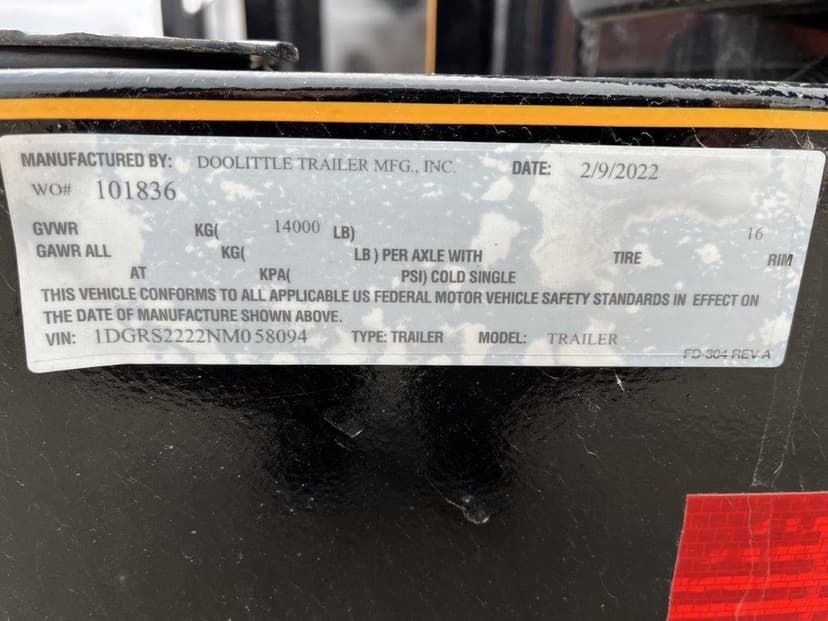 MANUFACTURED BY: DOOLITTLE TRAILER MFG., INC. DATE: 2/9/2022
WO# 101836
GVWR KG( 14000 LB) 16
GAWR ALL KG( LB) PER AXLE WITH TIRE RIM
AT KPA( PSI) COLD SINGLE
THIS VEHICLE CONFORMS TO ALL APPLICABLE US FEDERAL MOTOR VEHICLE SAFETY STANDARDS IN EFFECT ON
THE DATE OF MANUFACTURE SHOWN ABOVE.
VIN: 1DGRS2222NM058094 TYPE: TRAILER MODEL: TRAILER
FD-304 REV A